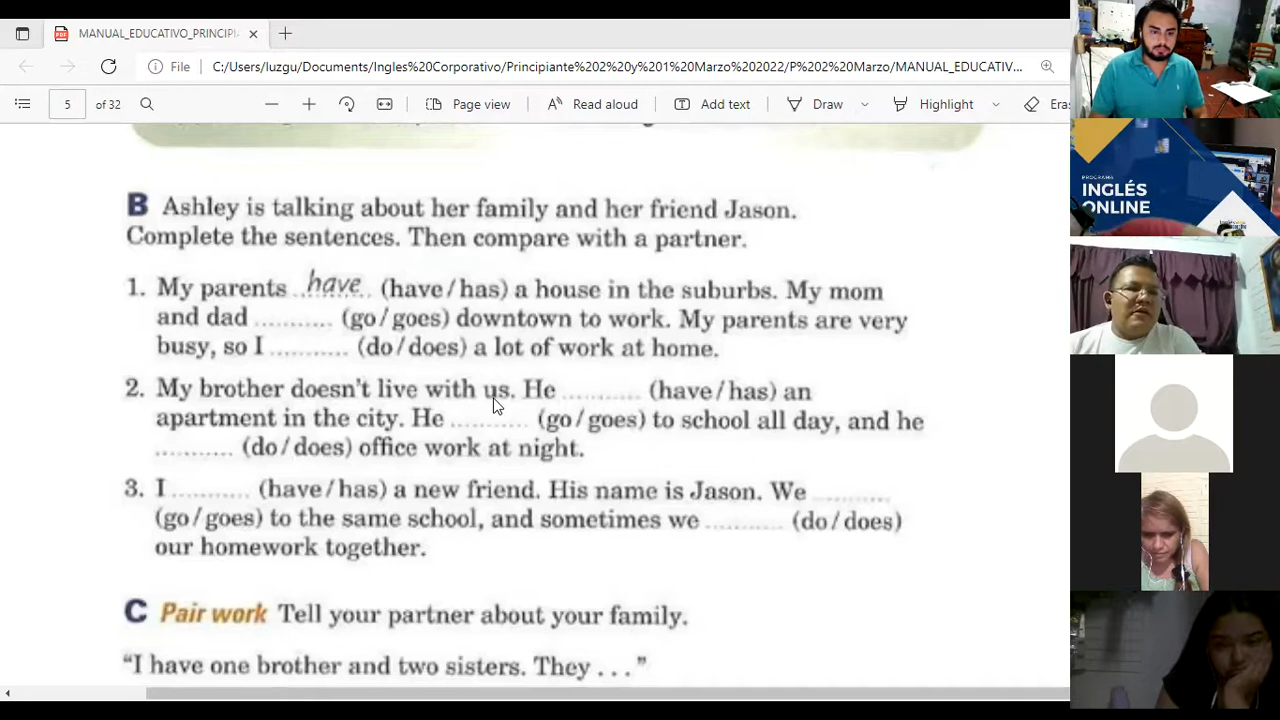 MANUAL_EDUCATIVO_PRINCIPI
File
C:/Users/luzgu/Documents/Ingles%20Corporativo/Principiante%202%20y%201%20Marzo%202022/P%202%20Marzo/MANUAL_EDUCATIV...
5 of 32
Page view
Read aloud
Add text
Draw
Highlight
Eras
B Ashley is talking about her family and her friend Jason.
Complete the sentences. Then compare with a partner.
1. My parents have (have/has) a house in the suburbs. My mom
and dad ........... (go/goes) downtown to work. My parents are very
busy, so I ........... (do/does) a lot of work at home.
2. My brother doesn't live with us. He ........... (have/has) an
apartment in the city. He ........... (go/goes) to school all day, and he
........... (do/does) office work at night.
3. I ........... (have/has) a new friend. His name is Jason. We ...........
(go/goes) to the same school, and sometimes we ........... (do/does)
our homework together.
C Pair work Tell your partner about your family.
"I have one brother and two sisters. They . . . "
PROGRAMA
INGLÉS
ONLINE